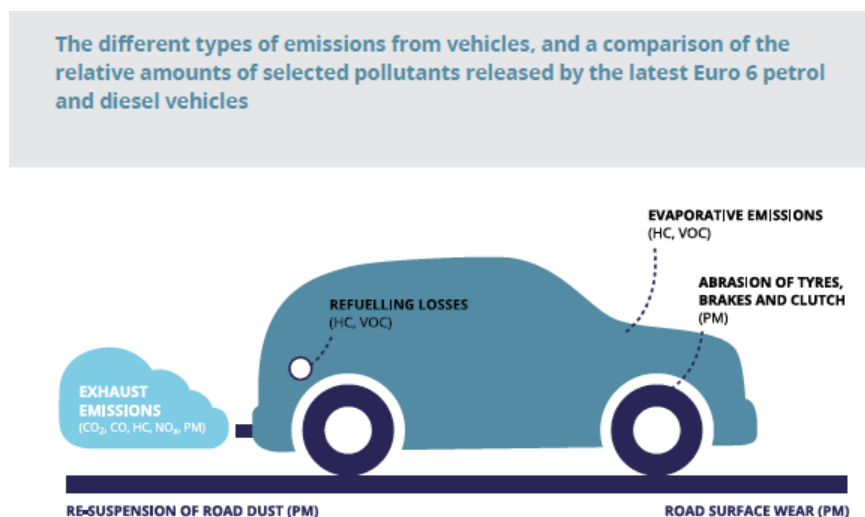 The different types of emissions from vehicles, and a comparison of the
relative amounts of selected pollutants released by the latest Euro 6 petrol
and diesel vehicles
EVAPORATIVE EMISSIONS
(HC, VOC)
ABRASION OF TYRES,
BRAKES AND CLUTCH
(PM)
REFUELLING LOSSES
(HC, VOC)
EXHAUST
EMISSIONS
(CO₂, CO, HC, NOₓ, PM)
RE-SUSPENSION OF ROAD DUST (PM)
ROAD SURFACE WEAR (PM)